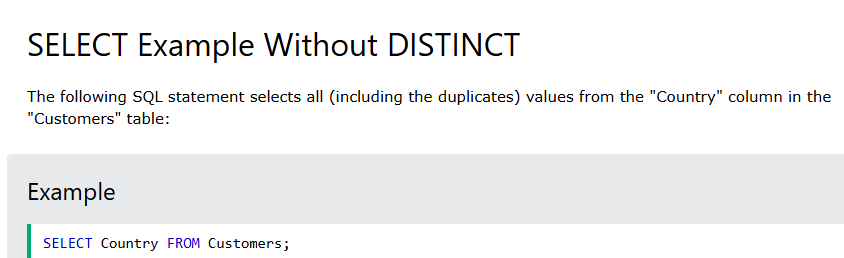 SELECT Example Without DISTINCT
The following SQL statement selects all (including the duplicates) values from the "Country" column in the
"Customers" table:
Example
SELECT Country FROM Customers;